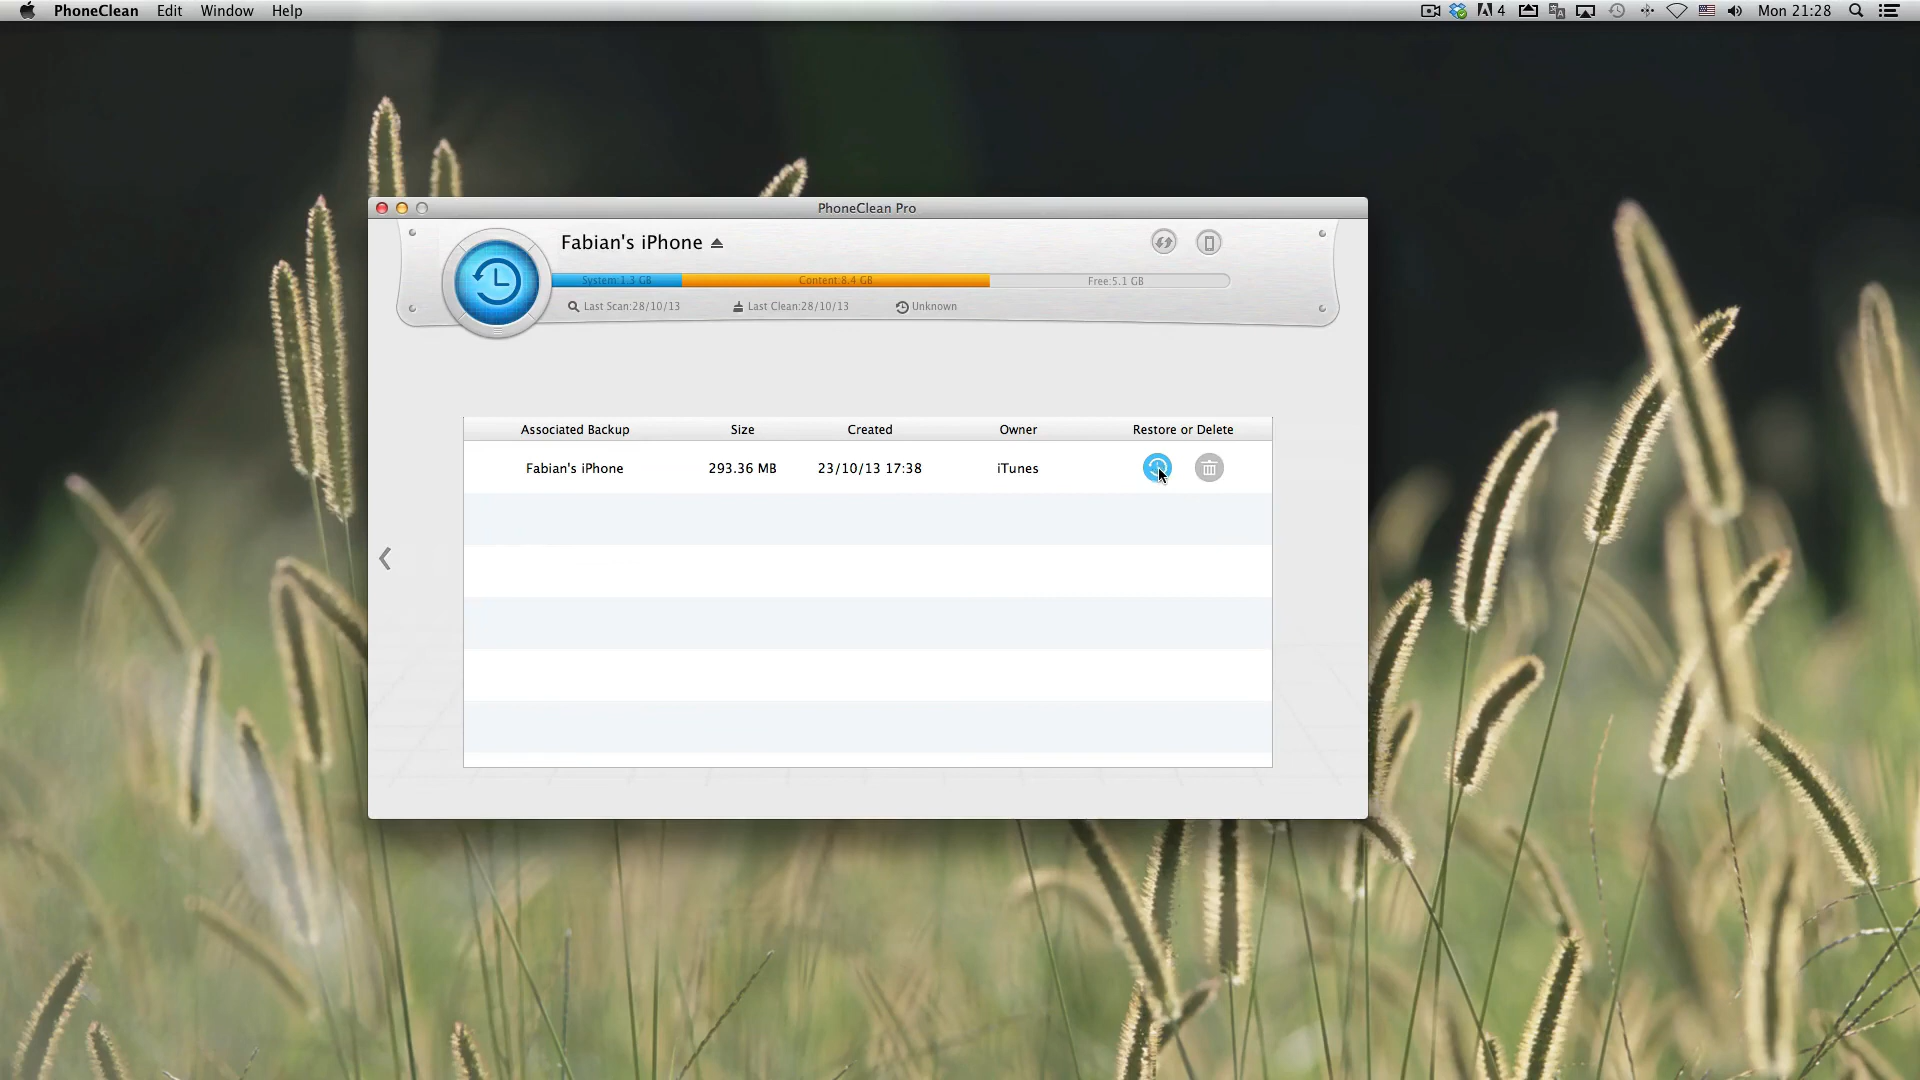 PhoneClean Edit Window Help
4 Mon 21:28
PhoneClean Pro
Fabian's iPhone
System:1.3 GB Content:8.4 GB Free:5.1 GB
Last Scan:28/10/13 Last Clean:28/10/13 Unknown
Associated Backup Size Created Owner Restore or Delete
Fabian's iPhone 293.36 MB 23/10/13 17:38 iTunes